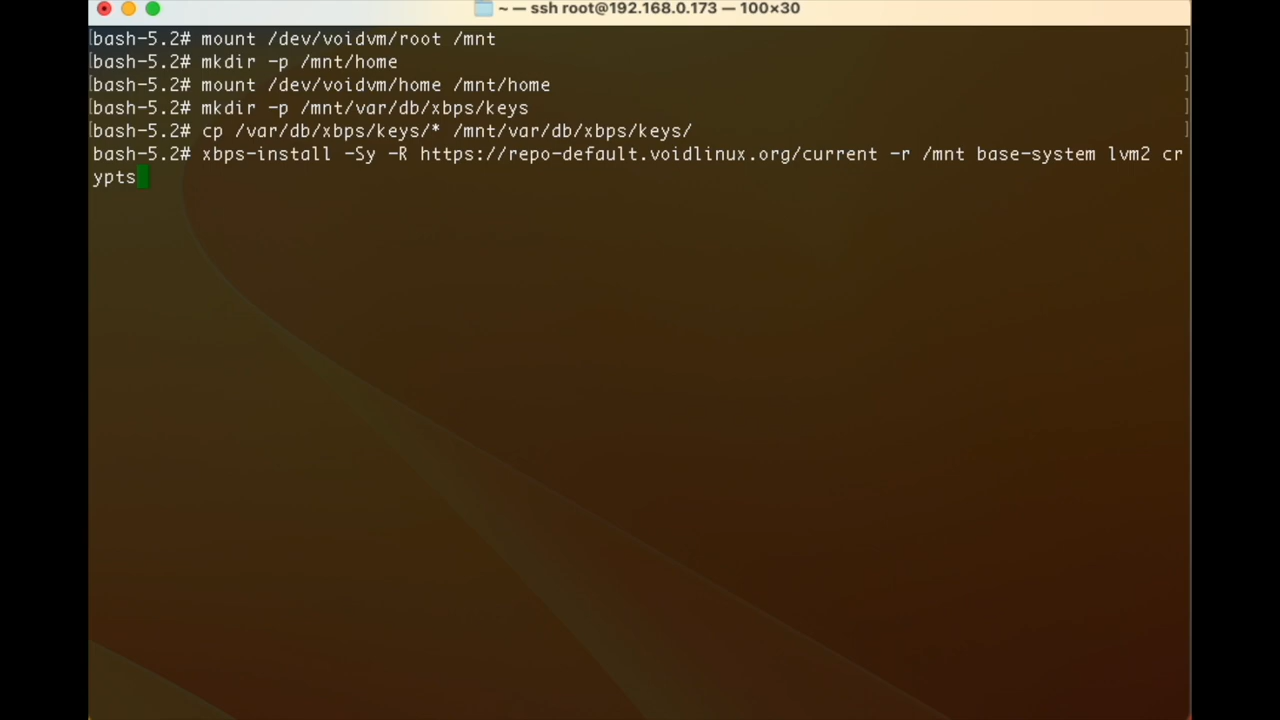 ~ — ssh root@192.168.0.173 — 100×30
[bash-5.2# mount /dev/voidvm/root /mnt ]
[bash-5.2# mkdir -p /mnt/home ]
[bash-5.2# mount /dev/voidvm/home /mnt/home ]
[bash-5.2# mkdir -p /mnt/var/db/xbps/keys ]
[bash-5.2# cp /var/db/xbps/keys/* /mnt/var/db/xbps/keys/ ]
bash-5.2# xbps-install -Sy -R https://repo-default.voidlinux.org/current -r /mnt base-system lvm2 cr
ypts